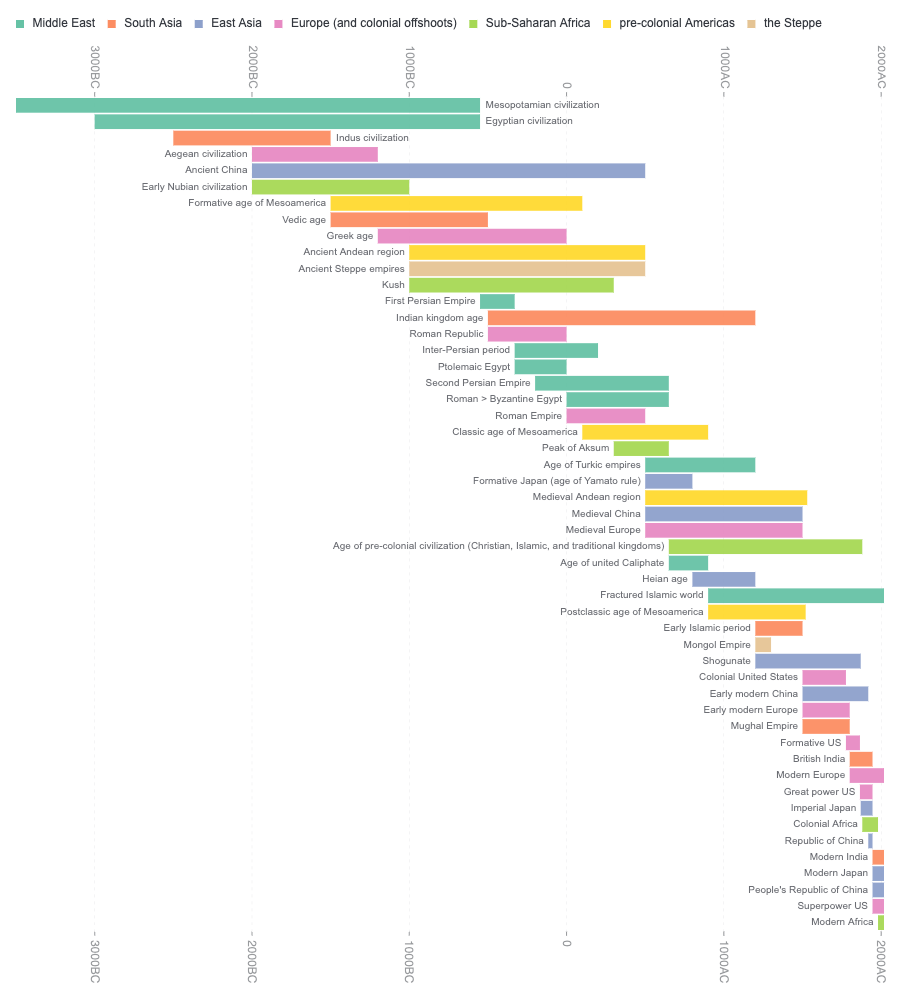 Middle East South Asia East Asia Europe (and colonial offshoots) Sub-Saharan Africa pre-colonial Americas the Steppe
3000BC 2000BC 1000BC 0 1000AC 2000AC
Mesopotamian civilization
Egyptian civilization
Indus civilization
Aegean civilization
Ancient China
Early Nubian civilization
Formative age of Mesoamerica
Vedic age
Greek age
Ancient Andean region
Ancient Steppe empires
Kush
First Persian Empire
Indian kingdom age
Roman Republic
Inter-Persian period
Ptolemaic Egypt
Second Persian Empire
Roman > Byzantine Egypt
Roman Empire
Classic age of Mesoamerica
Peak of Aksum
Age of Turkic empires
Formative Japan (age of Yamato rule)
Medieval Andean region
Medieval China
Medieval Europe
Age of pre-colonial civilization (Christian, Islamic, and traditional kingdoms)
Age of united Caliphate
Heian age
Fractured Islamic world
Postclassic age of Mesoamerica
Early Islamic period
Mongol Empire
Shogunate
Colonial United States
Early modern China
Early modern Europe
Mughal Empire
Formative US
British India
Modern Europe
Great power US
Imperial Japan
Colonial Africa
Republic of China
Modern India
Modern Japan
People's Republic of China
Superpower US
Modern Africa
3000BC 2000BC 1000BC 0 1000AC 2000AC